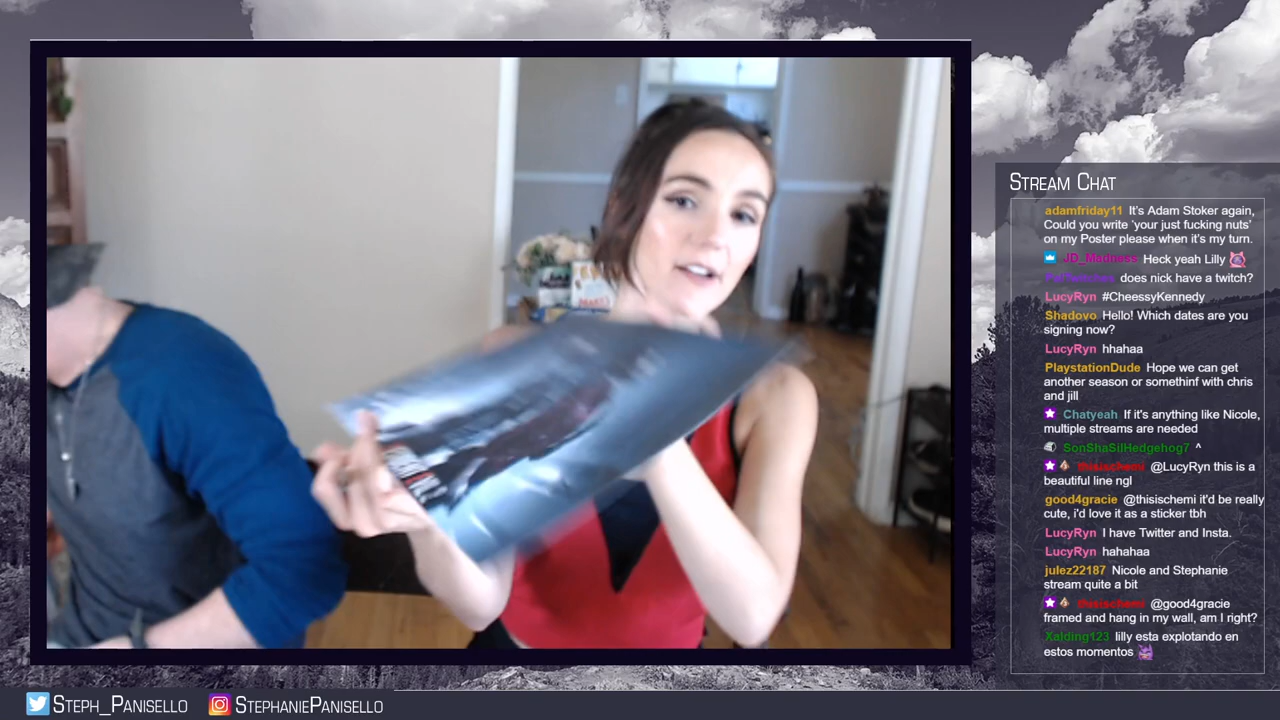 STREAM CHAT
adamfriday11 It's Adam Stoker again,
Could you write 'your just fucking nuts'
on my Poster please when it's my turn.
JD_Madness Heck yeah Lilly
does nick have a twitch?
LucyRyn #CheessyKennedy
Shadovo Hello! Which dates are you
signing now?
LucyRyn hhahaa
PlaystationDude Hope we can get
another season or somethinf with chris
and jill
Chatyeah If it's anything like Nicole,
multiple streams are needed
SonShaSilHedgehog7 ^
thisischemi @LucyRyn this is a
beautiful line ngl
good4gracie @thisischemi it'd be really
cute, i'd love it as a sticker tbh
LucyRyn I have Twitter and Insta.
LucyRyn hahahaa
julez22187 Nicole and Stephanie
stream quite a bit
thisischemi @good4gracie
framed and hang in my wall, am I right?
Xalding123 lilly esta explotando en
estos momentos
STEPH_PANISELLO STEPHANIEPANISELLO